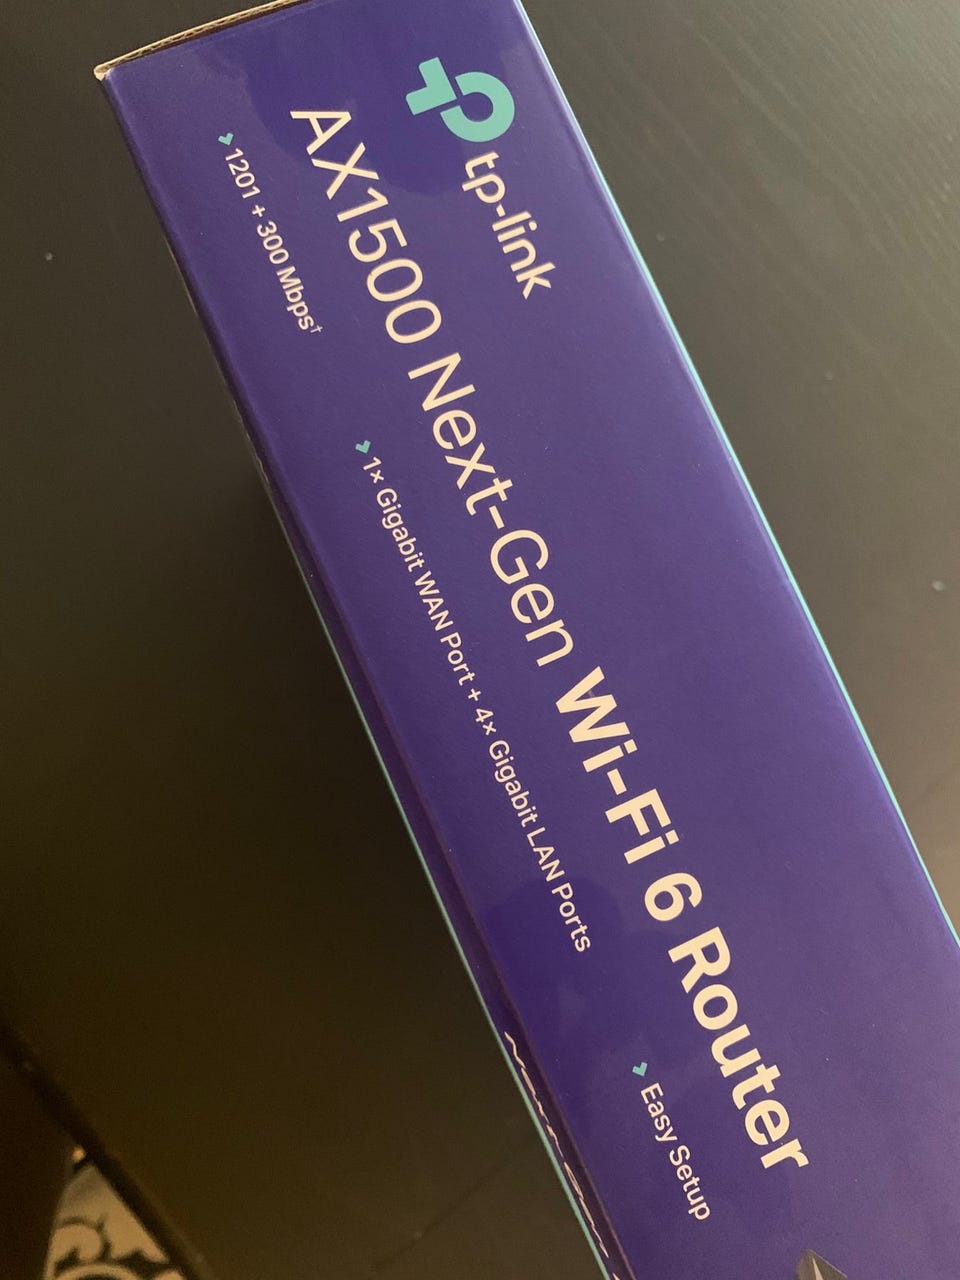 tp-link
AX1500 Next-Gen Wi-Fi 6 Router
1201 + 300 Mbps†
1× Gigabit WAN Port + 4× Gigabit LAN Ports
Easy Setup